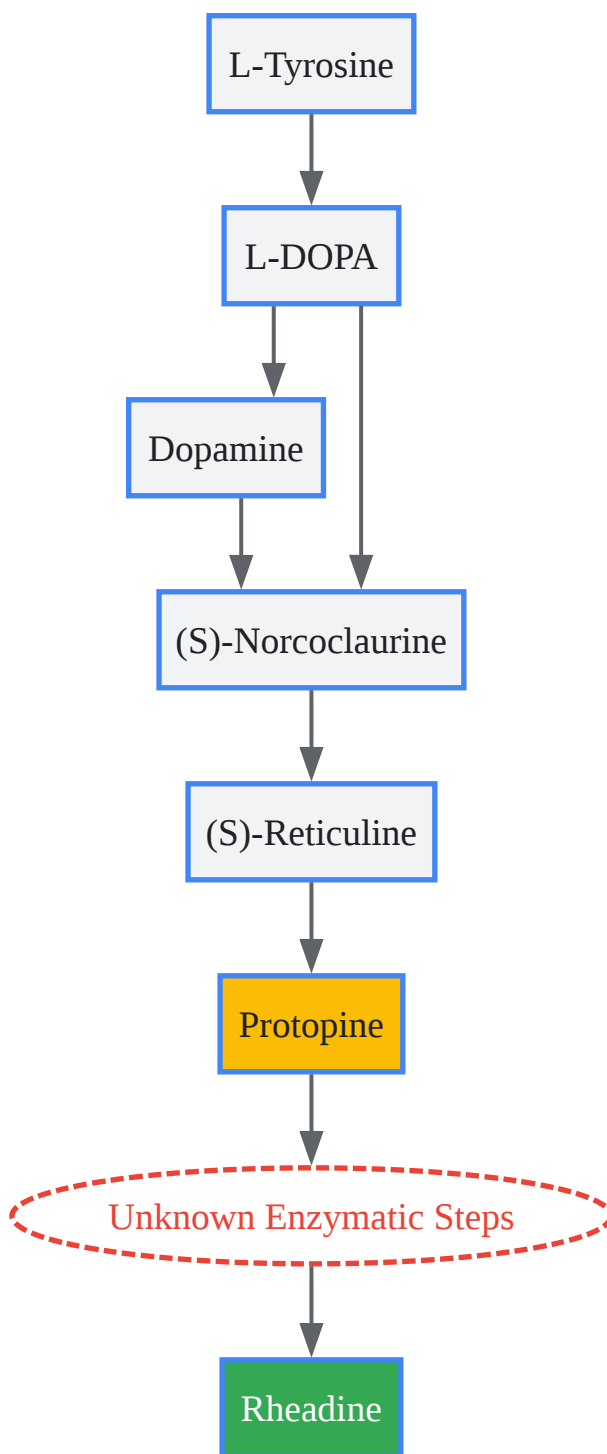 L-Tyrosine
L-DOPA
Dopamine
(S)-Norcoclaurine
(S)-Reticuline
Protopine
Unknown Enzymatic Steps
Rheadine